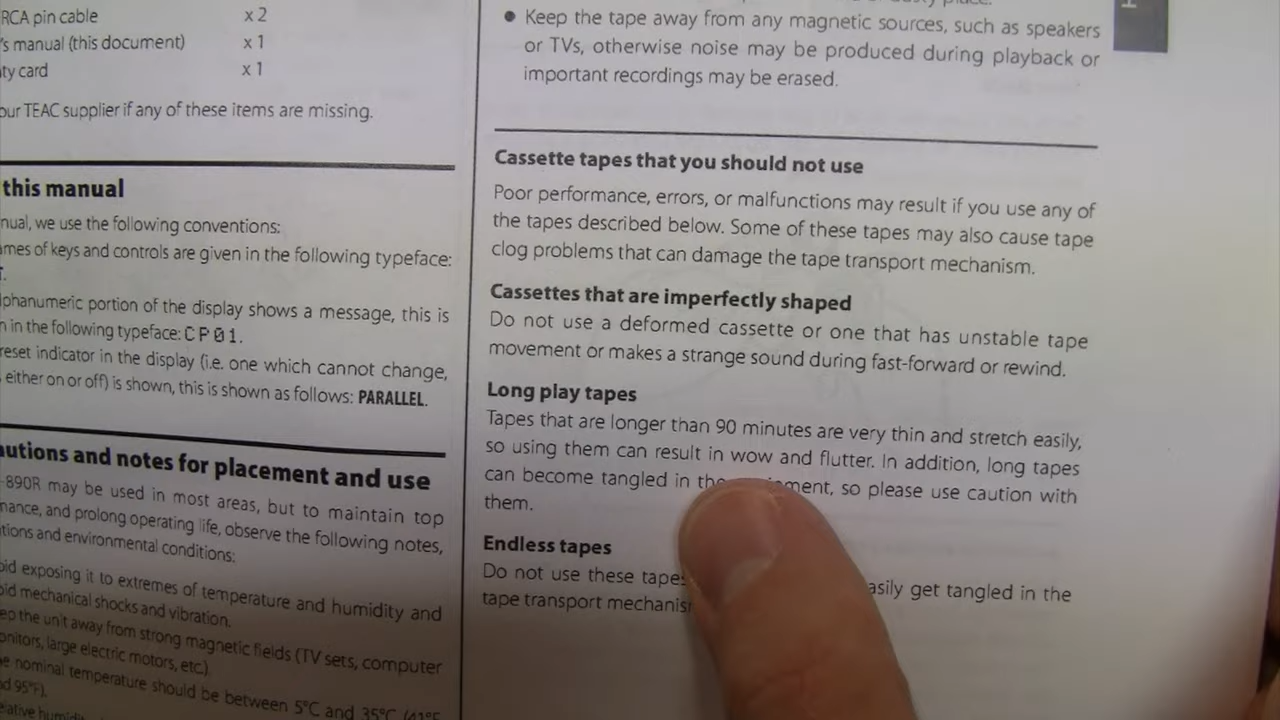 RCA pin cable x 2
's manual (this document) x 1
ty card x 1
our TEAC supplier if any of these items are missing.
this manual
nual, we use the following conventions:
mes of keys and controls are given in the following typeface:
lphanumeric portion of the display shows a message, this is
n in the following typeface: CP01.
reset indicator in the display (i.e. one which cannot change,
either on or off) is shown, this is shown as follows: PARALLEL.
autions and notes for placement and use
-890R may be used in most areas, but to maintain top
mance, and prolong operating life, observe the following notes,
tions and environmental conditions:
oid exposing it to extremes of temperature and humidity and
oid mechanical shocks and vibration.
ep the unit away from strong magnetic fields (TV sets, computer
onitors, large electric motors, etc.).
e nominal temperature should be between 5°C and 35°C (41°F
d 95°F).
elative humidi
place.
● Keep the tape away from any magnetic sources, such as speakers
or TVs, otherwise noise may be produced during playback or
important recordings may be erased.
Cassette tapes that you should not use
Poor performance, errors, or malfunctions may result if you use any of
the tapes described below. Some of these tapes may also cause tape
clog problems that can damage the tape transport mechanism.
Cassettes that are imperfectly shaped
Do not use a deformed cassette or one that has unstable tape
movement or makes a strange sound during fast-forward or rewind.
Long play tapes
Tapes that are longer than 90 minutes are very thin and stretch easily,
so using them can result in wow and flutter. In addition, long tapes
can become tangled in the ment, so please use caution with
them.
Endless tapes
Do not use these tapes asily get tangled in the
tape transport mechanis